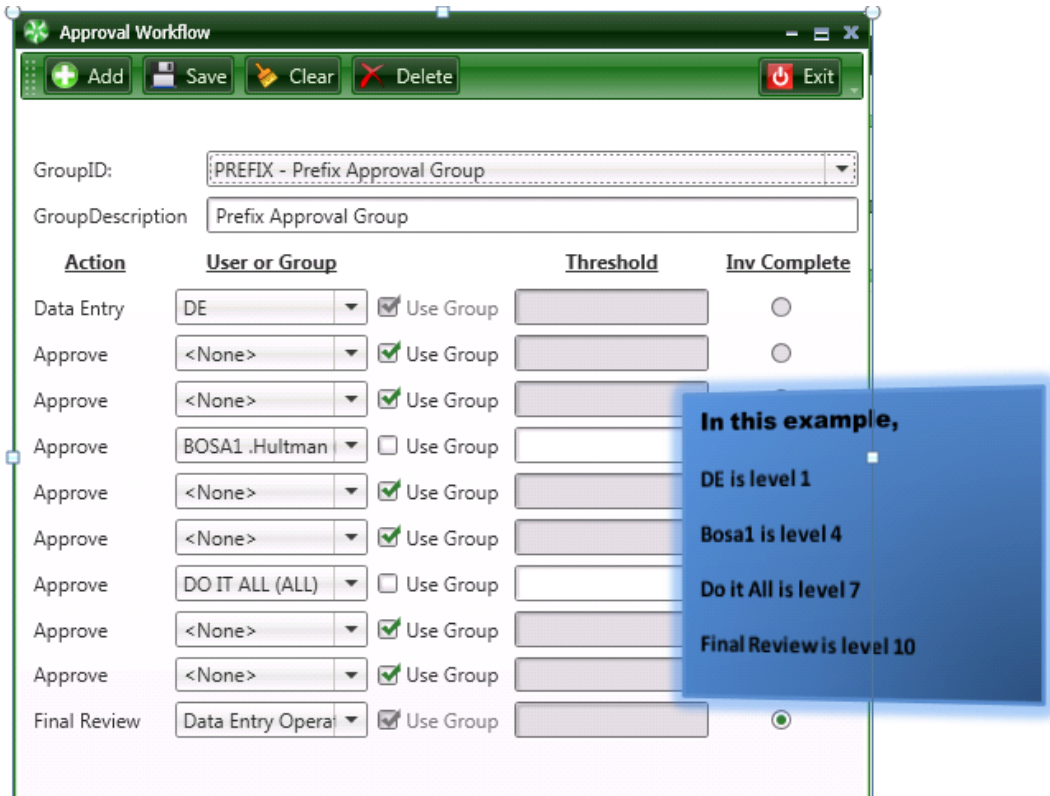 Approval Workflow
Add Save Clear Delete Exit
GroupID: PREFIX - Prefix Approval Group
GroupDescription Prefix Approval Group
Action User or Group Threshold Inv Complete
Data Entry DE Use Group
Approve <None> Use Group
Approve <None> Use Group
Approve BOSA1 .Hultman Use Group
Approve <None> Use Group
Approve <None> Use Group
Approve DO IT ALL (ALL) Use Group
Approve <None> Use Group
Approve <None> Use Group
Final Review Data Entry Operat Use Group
In this example,
DE is level 1
Bosa1 is level 4
Do it All is level 7
Final Review is level 10